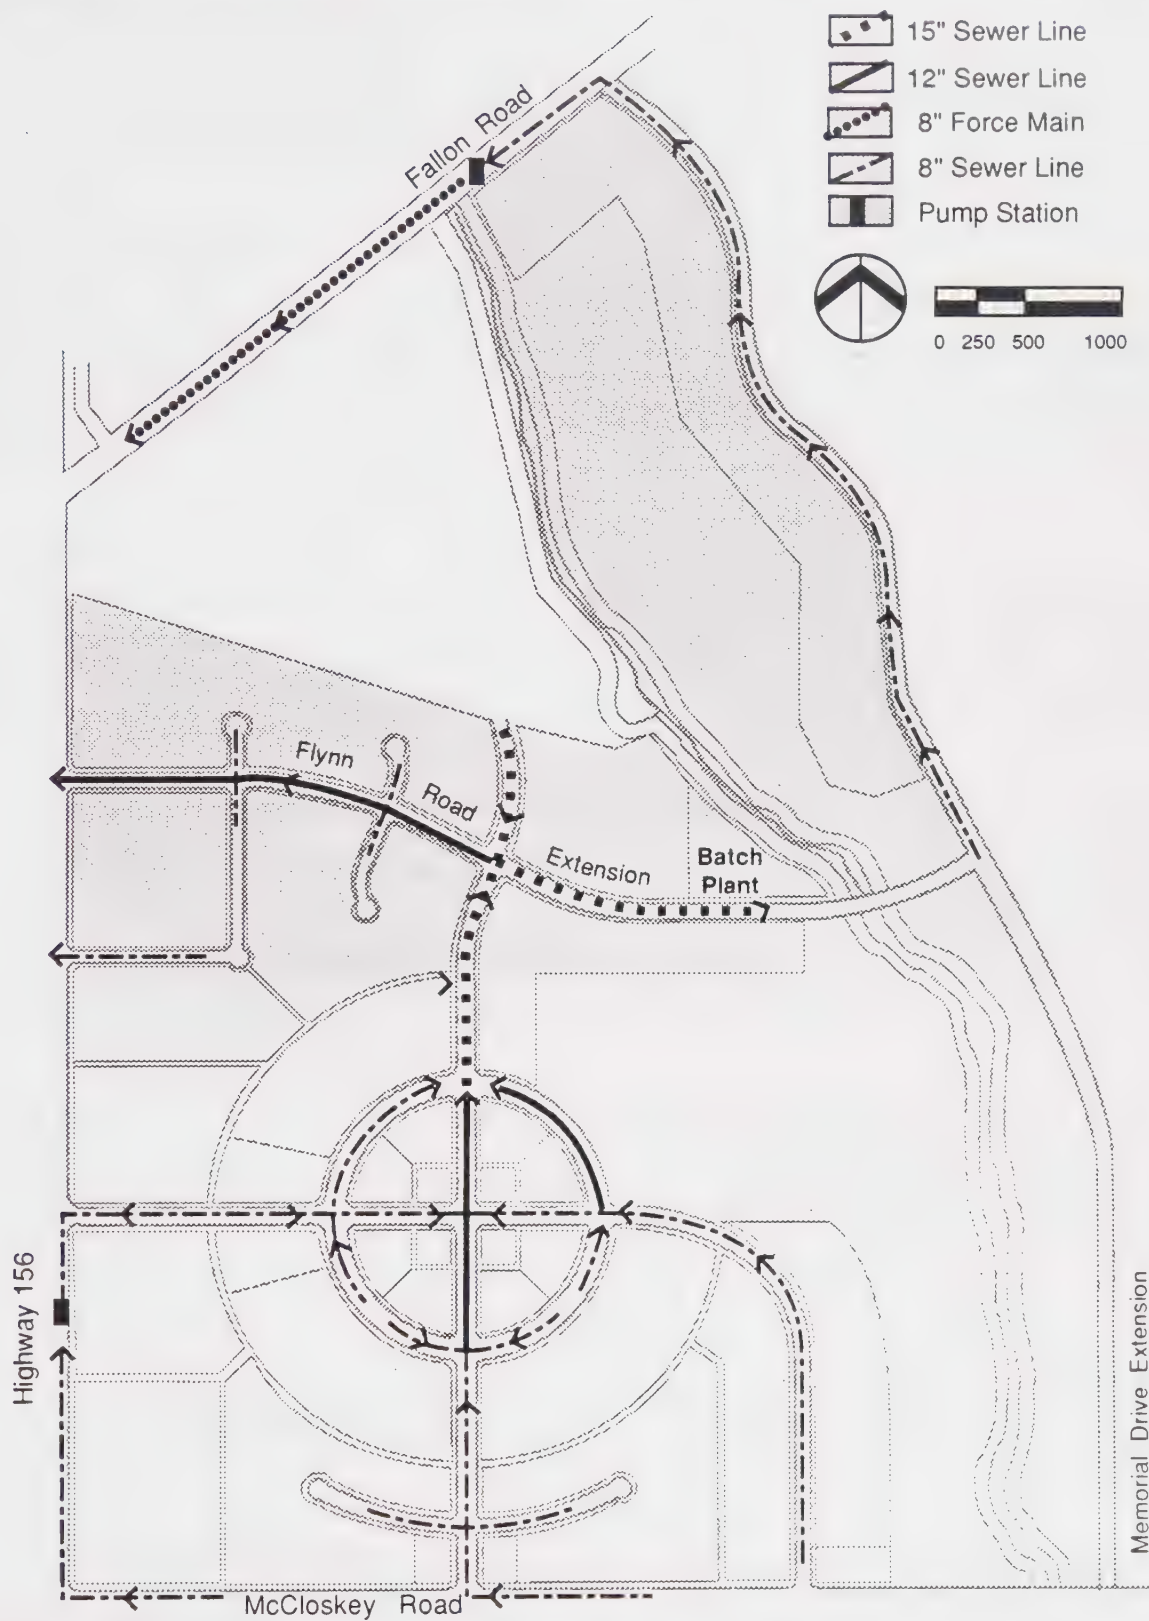 15" Sewer Line
12" Sewer Line
8" Force Main
8" Sewer Line
Pump Station
0 250 500 1000
Fallon Road
Flynn Road Extension
Batch
Plant
Highway 156
Memorial Drive Extension
McCloskey Road